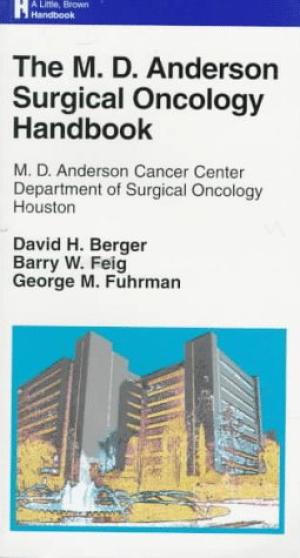 H A Little, Brown
Handbook
The M. D. Anderson
Surgical Oncology
Handbook
M. D. Anderson Cancer Center
Department of Surgical Oncology
Houston
David H. Berger
Barry W. Feig
George M. Fuhrman